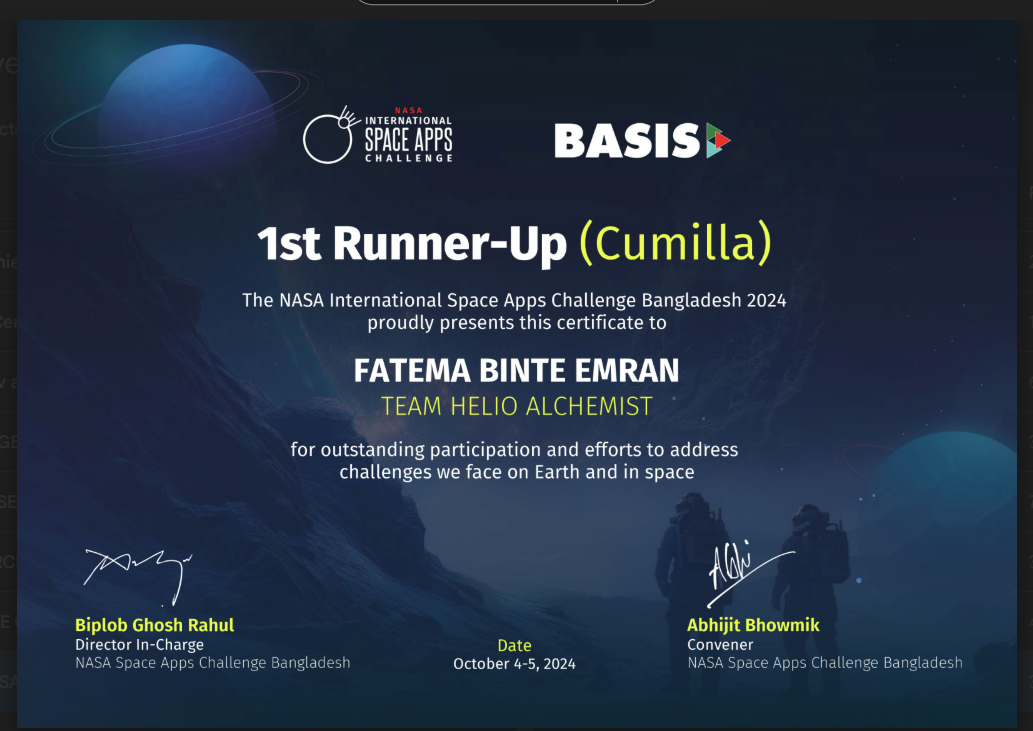 NASA
INTERNATIONAL
SPACE APPS
CHALLENGE
BASIS
1st Runner-Up (Cumilla)
The NASA International Space Apps Challenge Bangladesh 2024
proudly presents this certificate to
FATEMA BINTE EMRAN
TEAM HELIO ALCHEMIST
for outstanding participation and efforts to address
challenges we face on Earth and in space
Abhi
Biplob Ghosh Rahul
Director In-Charge
NASA Space Apps Challenge Bangladesh
Date
October 4-5, 2024
Abhijit Bhowmik
Convener
NASA Space Apps Challenge Bangladesh